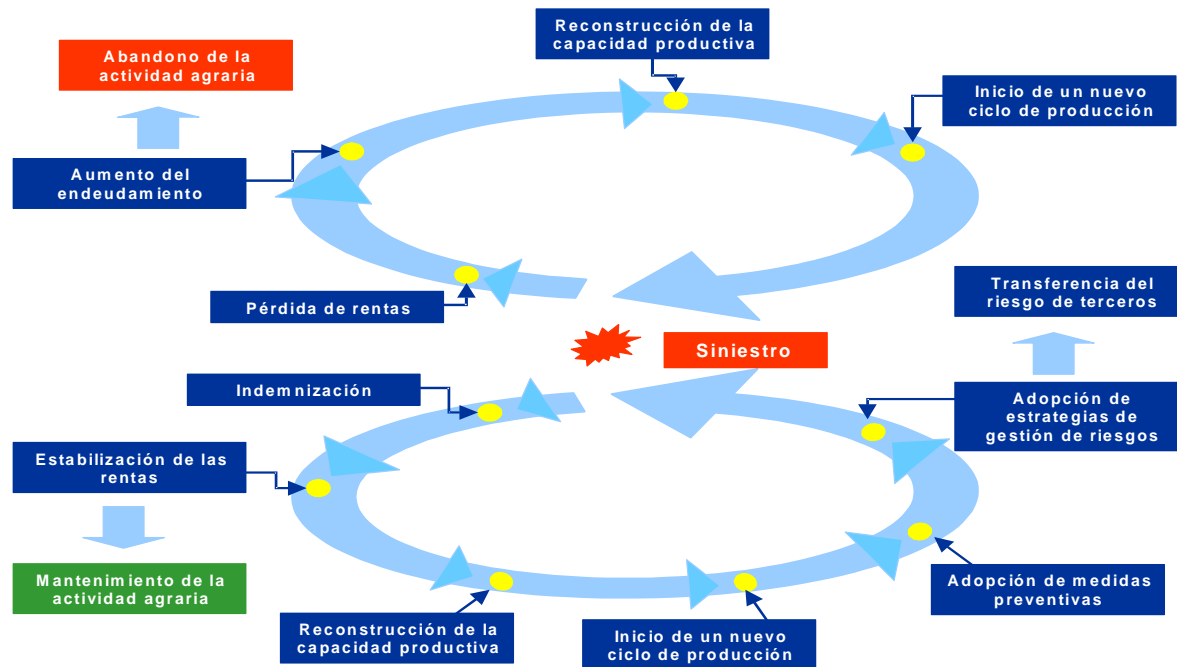 Reconstrucción de la
capacidad productiva
Abandono de la
actividad agraria
Inicio de un nuevo
ciclo de producción
Aumento del
endeudamiento
Pérdida de rentas
Transferencia del
riesgo de terceros
Siniestro
Indemnización
Adopción de
estrategias de
gestión de riesgos
Estabilización de las
rentas
Mantenimiento de la
actividad agraria
Adopción de medidas
preventivas
Reconstrucción de la
capacidad productiva
Inicio de un nuevo
ciclo de producción